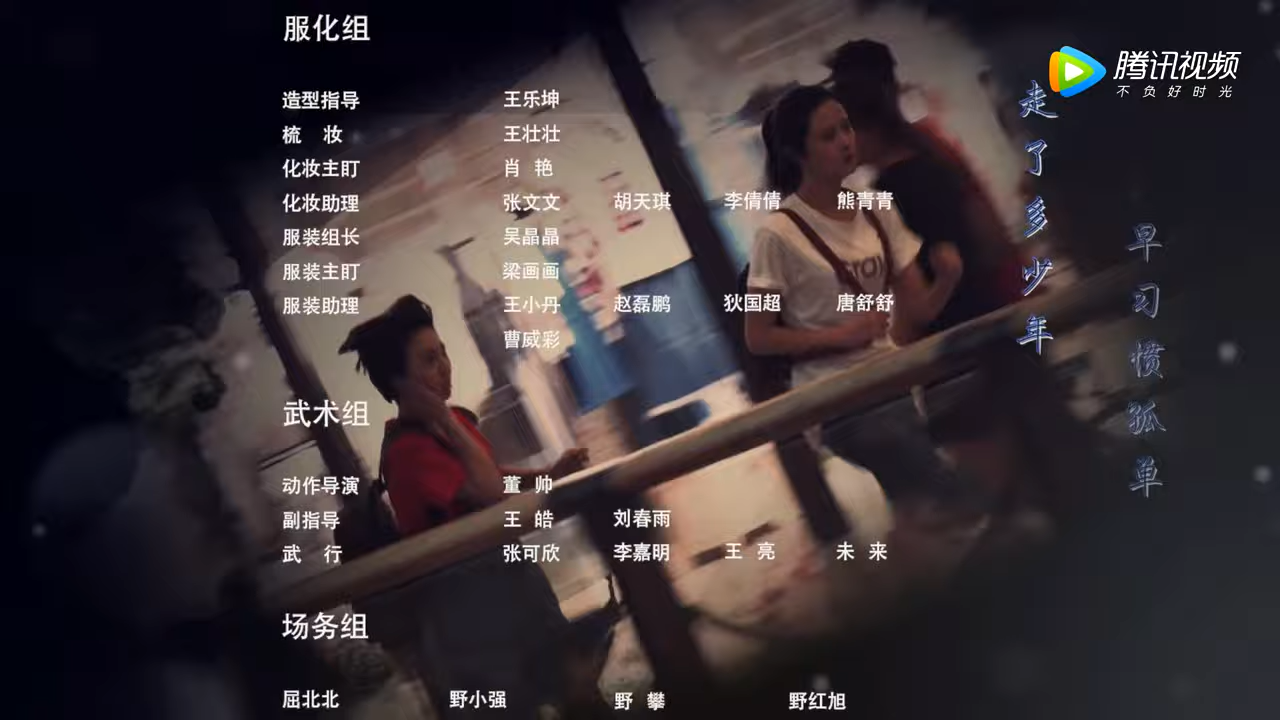 服化组
造型指导 王乐坤
梳 妆 王壮壮
化妆主盯 肖 艳
化妆助理 张文文 胡天琪 李倩倩 熊青青
服装组长 吴晶晶
服装主盯 梁画画
服装助理 王小丹 赵磊鹏 狄国超 唐舒舒
曹威彩
武术组
动作导演 董 帅
副指导 王 皓 刘春雨
武 行 张可欣 李嘉明 王 亮 未 来
场务组
屈北北 野小强 野 攀 野红旭
腾讯视频
不负好时光
走了多少年
早习惯孤单